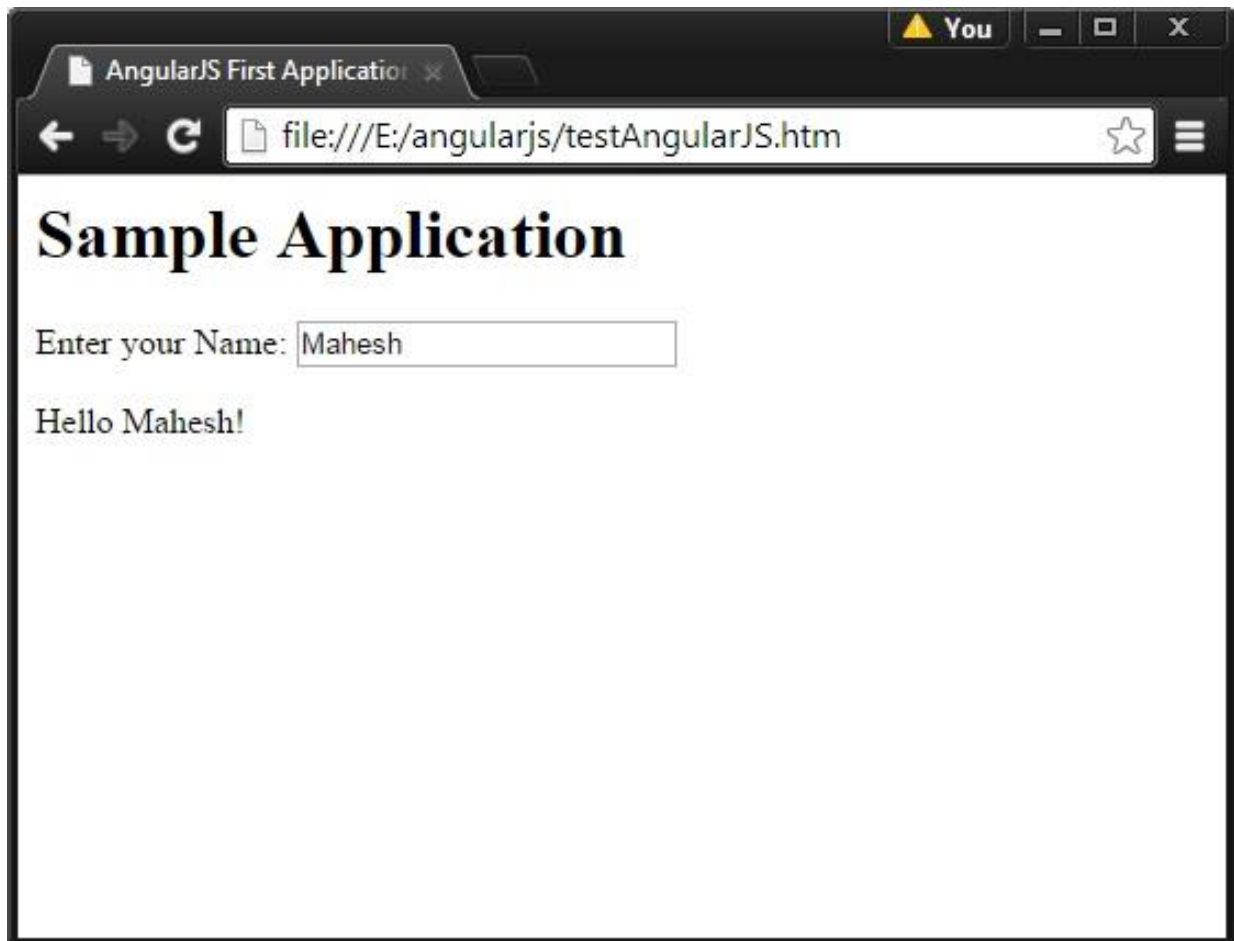 You
AngularJS First Applicatio
file:///E:/angularjs/testAngularJS.htm
Sample Application
Enter your Name: Mahesh
Hello Mahesh!